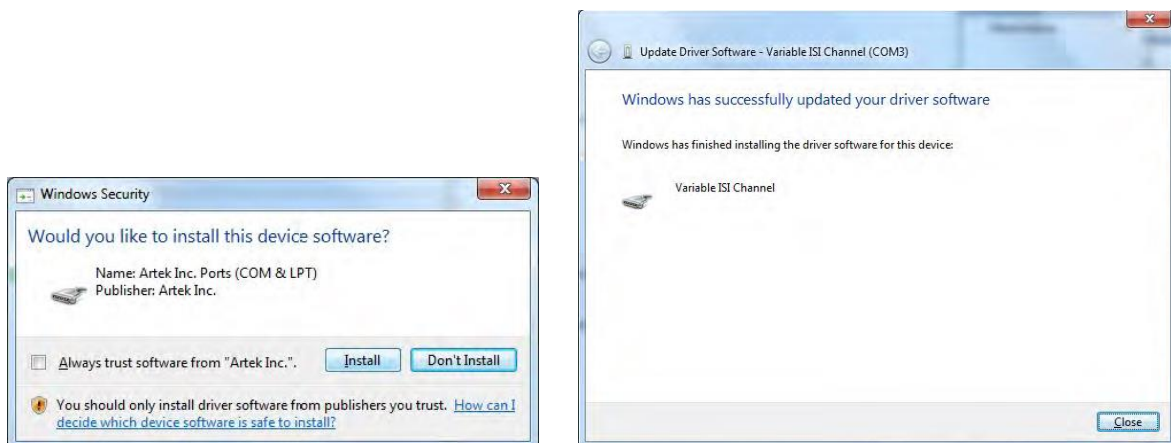 Windows Security
Would you like to install this device software?
Name: Artek Inc. Ports (COM & LPT)
Publisher: Artek Inc.
Always trust software from "Artek Inc.".
Install
Don't Install
You should only install driver software from publishers you trust. How can I
decide which device software is safe to install?
Update Driver Software - Variable ISI Channel (COM3)
Windows has successfully updated your driver software
Windows has finished installing the driver software for this device:
Variable ISI Channel
Close